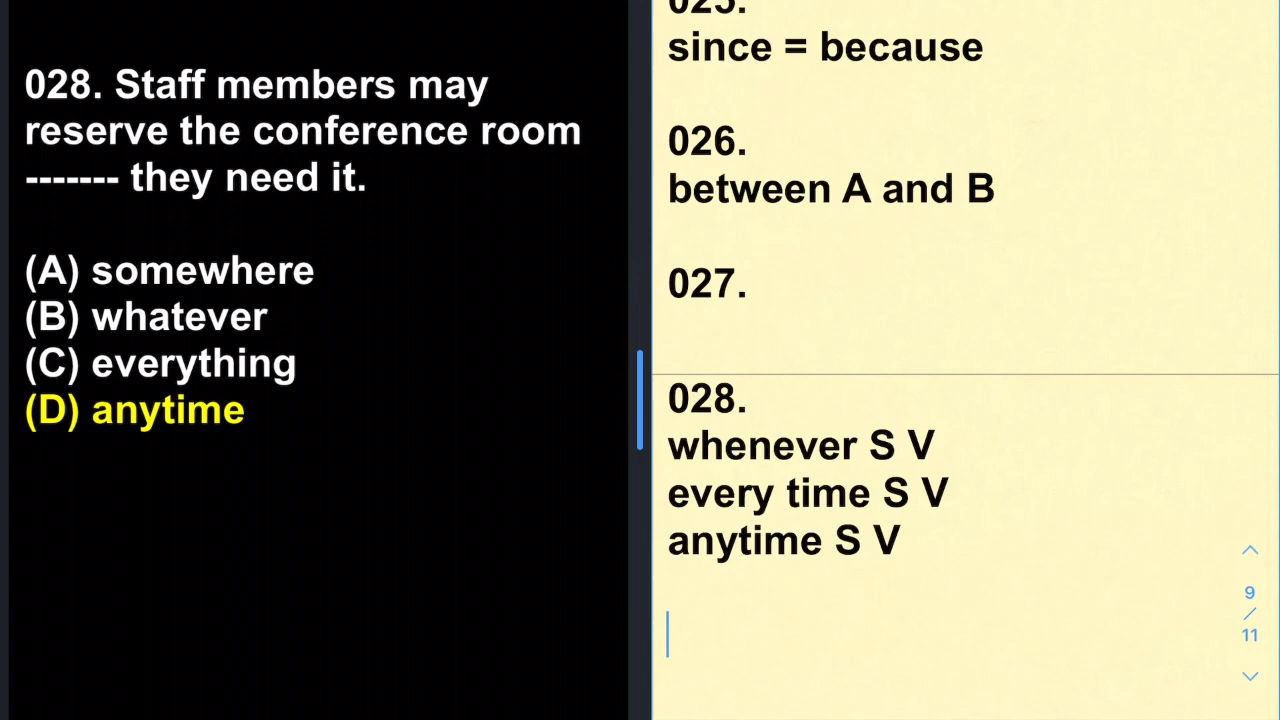 028. Staff members may
reserve the conference room
------- they need it.
(A) somewhere
(B) whatever
(C) everything
(D) anytime
025.
since = because
026.
between A and B
027.
028.
whenever S V
every time S V
anytime S V
9
/
11